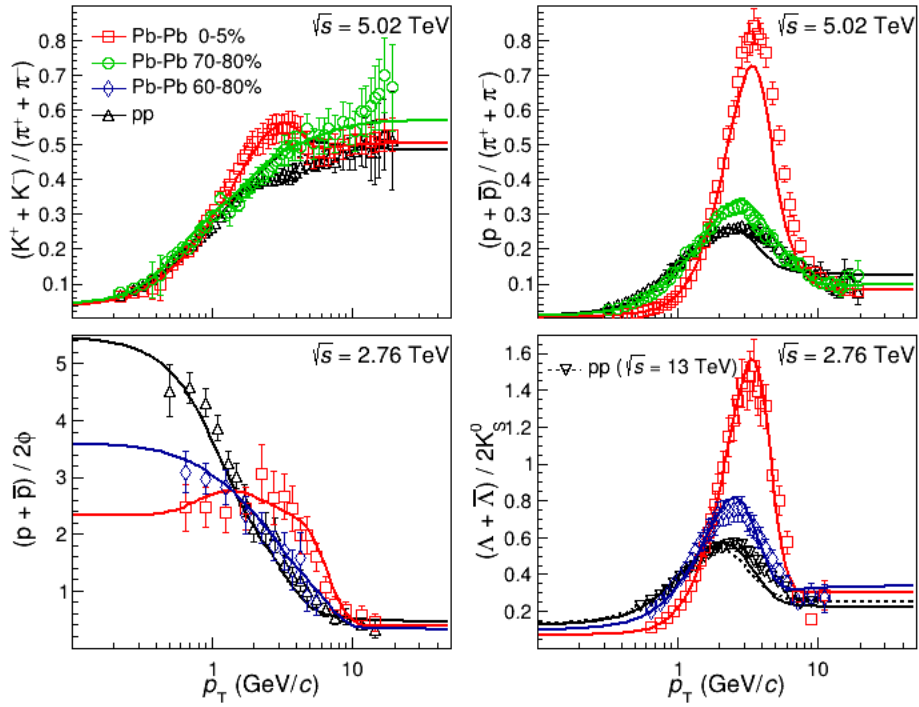 √s = 5.02 TeV
Pb-Pb 0-5%
Pb-Pb 70-80%
Pb-Pb 60-80%
pp
(K⁺ + K⁻) / (π⁺ + π⁻)
0.8
0.7
0.6
0.5
0.4
0.3
0.2
0.1
√s = 5.02 TeV
(p + p̅) / (π⁺ + π⁻)
0.8
0.7
0.6
0.5
0.4
0.3
0.2
0.1
√s = 2.76 TeV
(p + p̅) / 2ϕ
5
4
3
2
1
1
10
p_T (GeV/c)
√s = 2.76 TeV
pp (√s = 13 TeV)
(Λ + Λ̅) / 2K⁰_S
1.6
1.4
1.2
1
0.8
0.6
0.4
0.2
1
10
p_T (GeV/c)